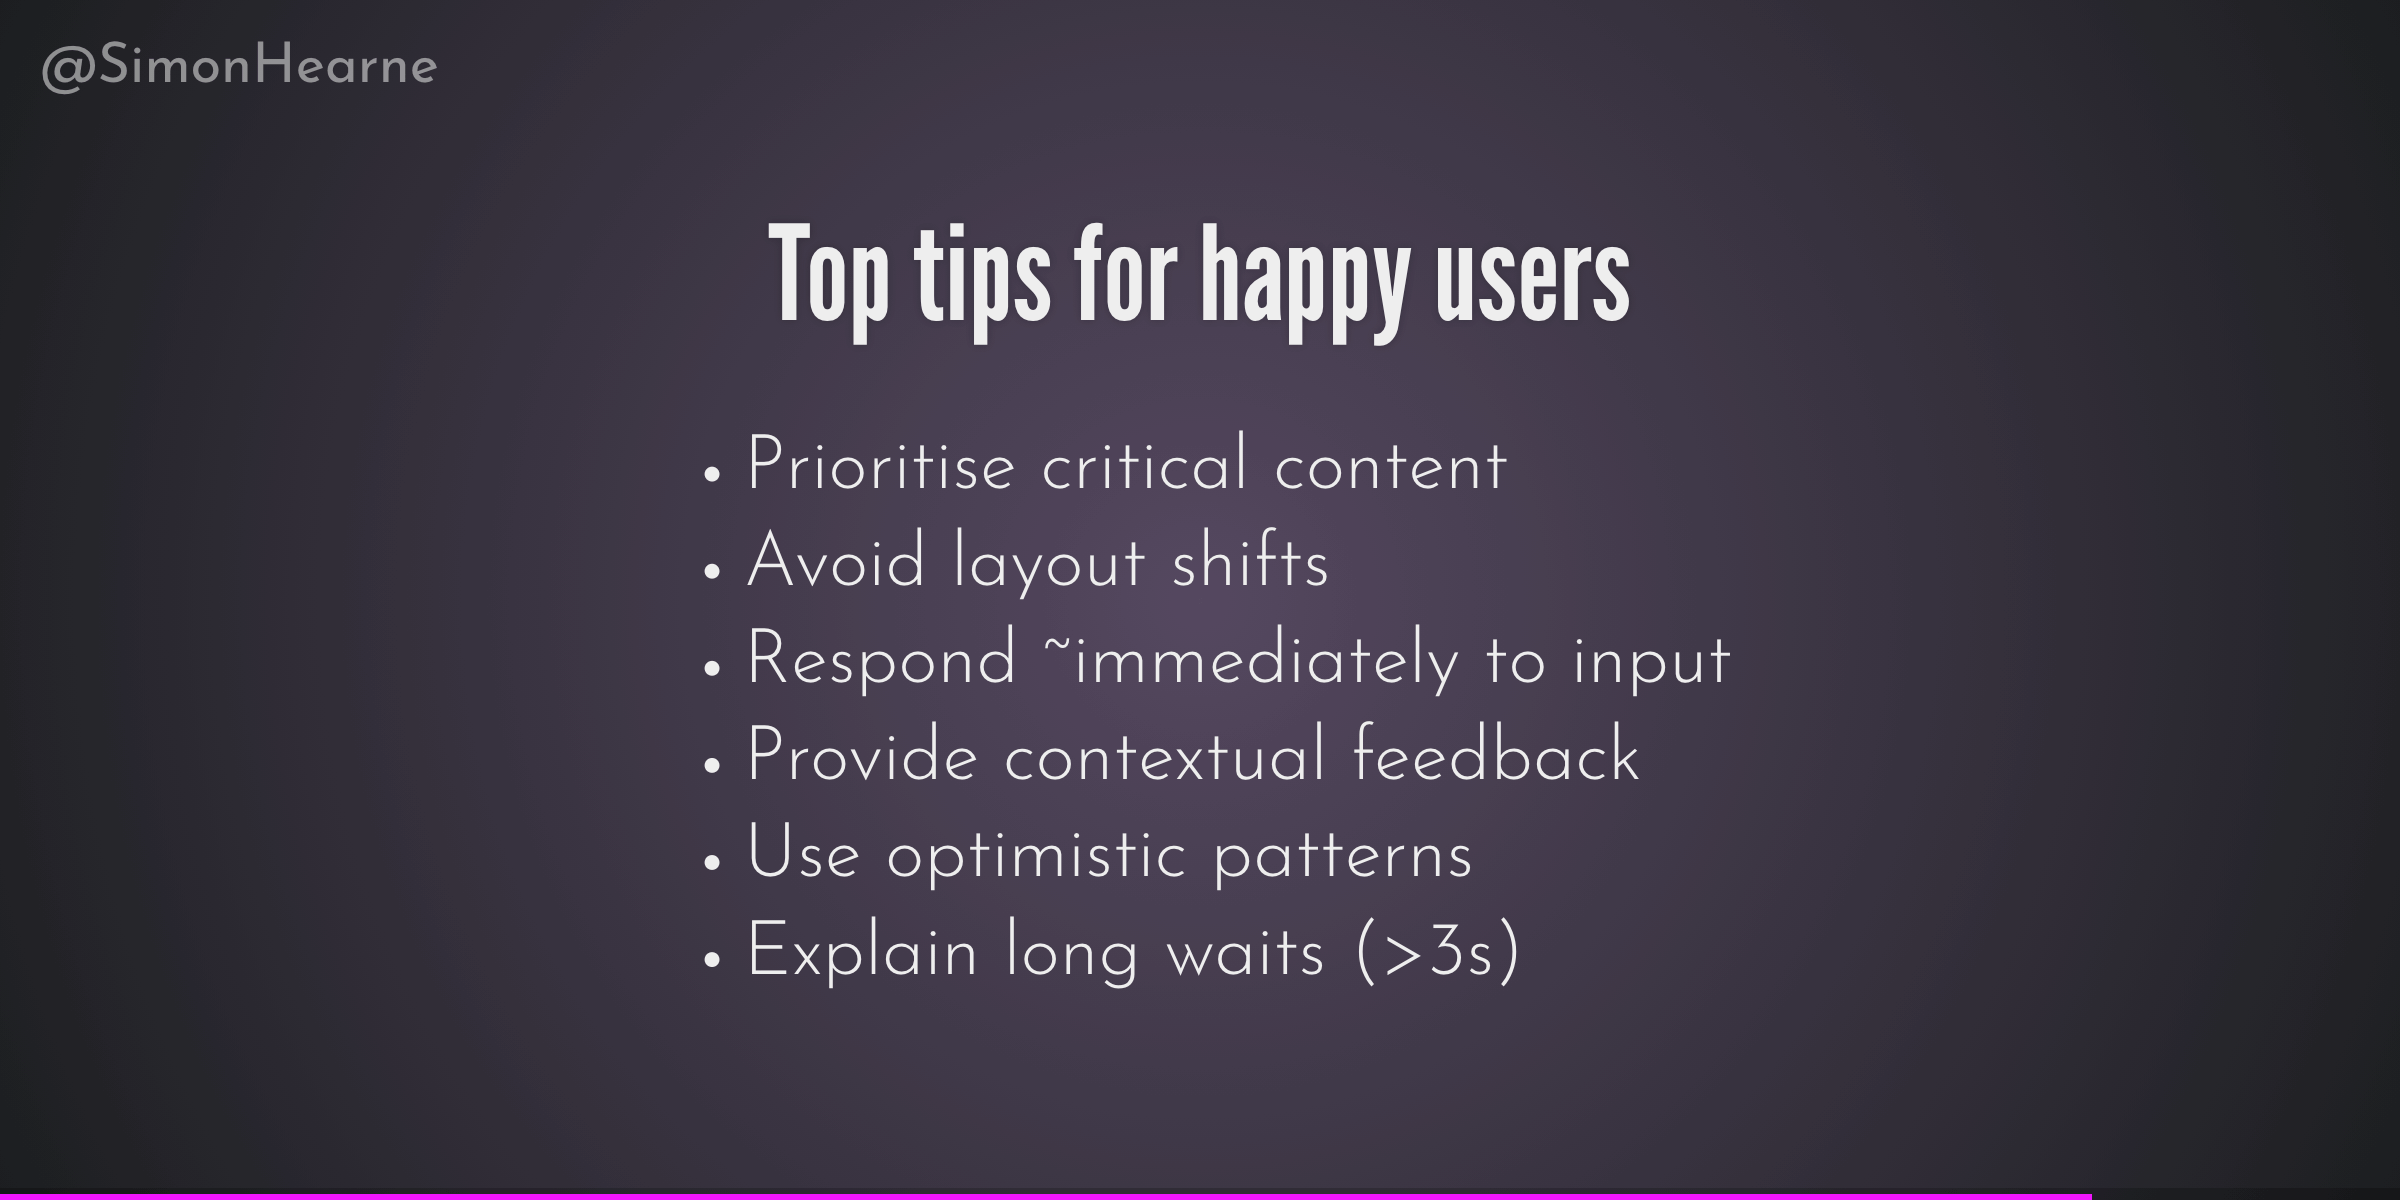 @SimonHearne
Top tips for happy users
• Prioritise critical content
• Avoid layout shifts
• Respond ~immediately to input
• Provide contextual feedback
• Use optimistic patterns
• Explain long waits (>3s)